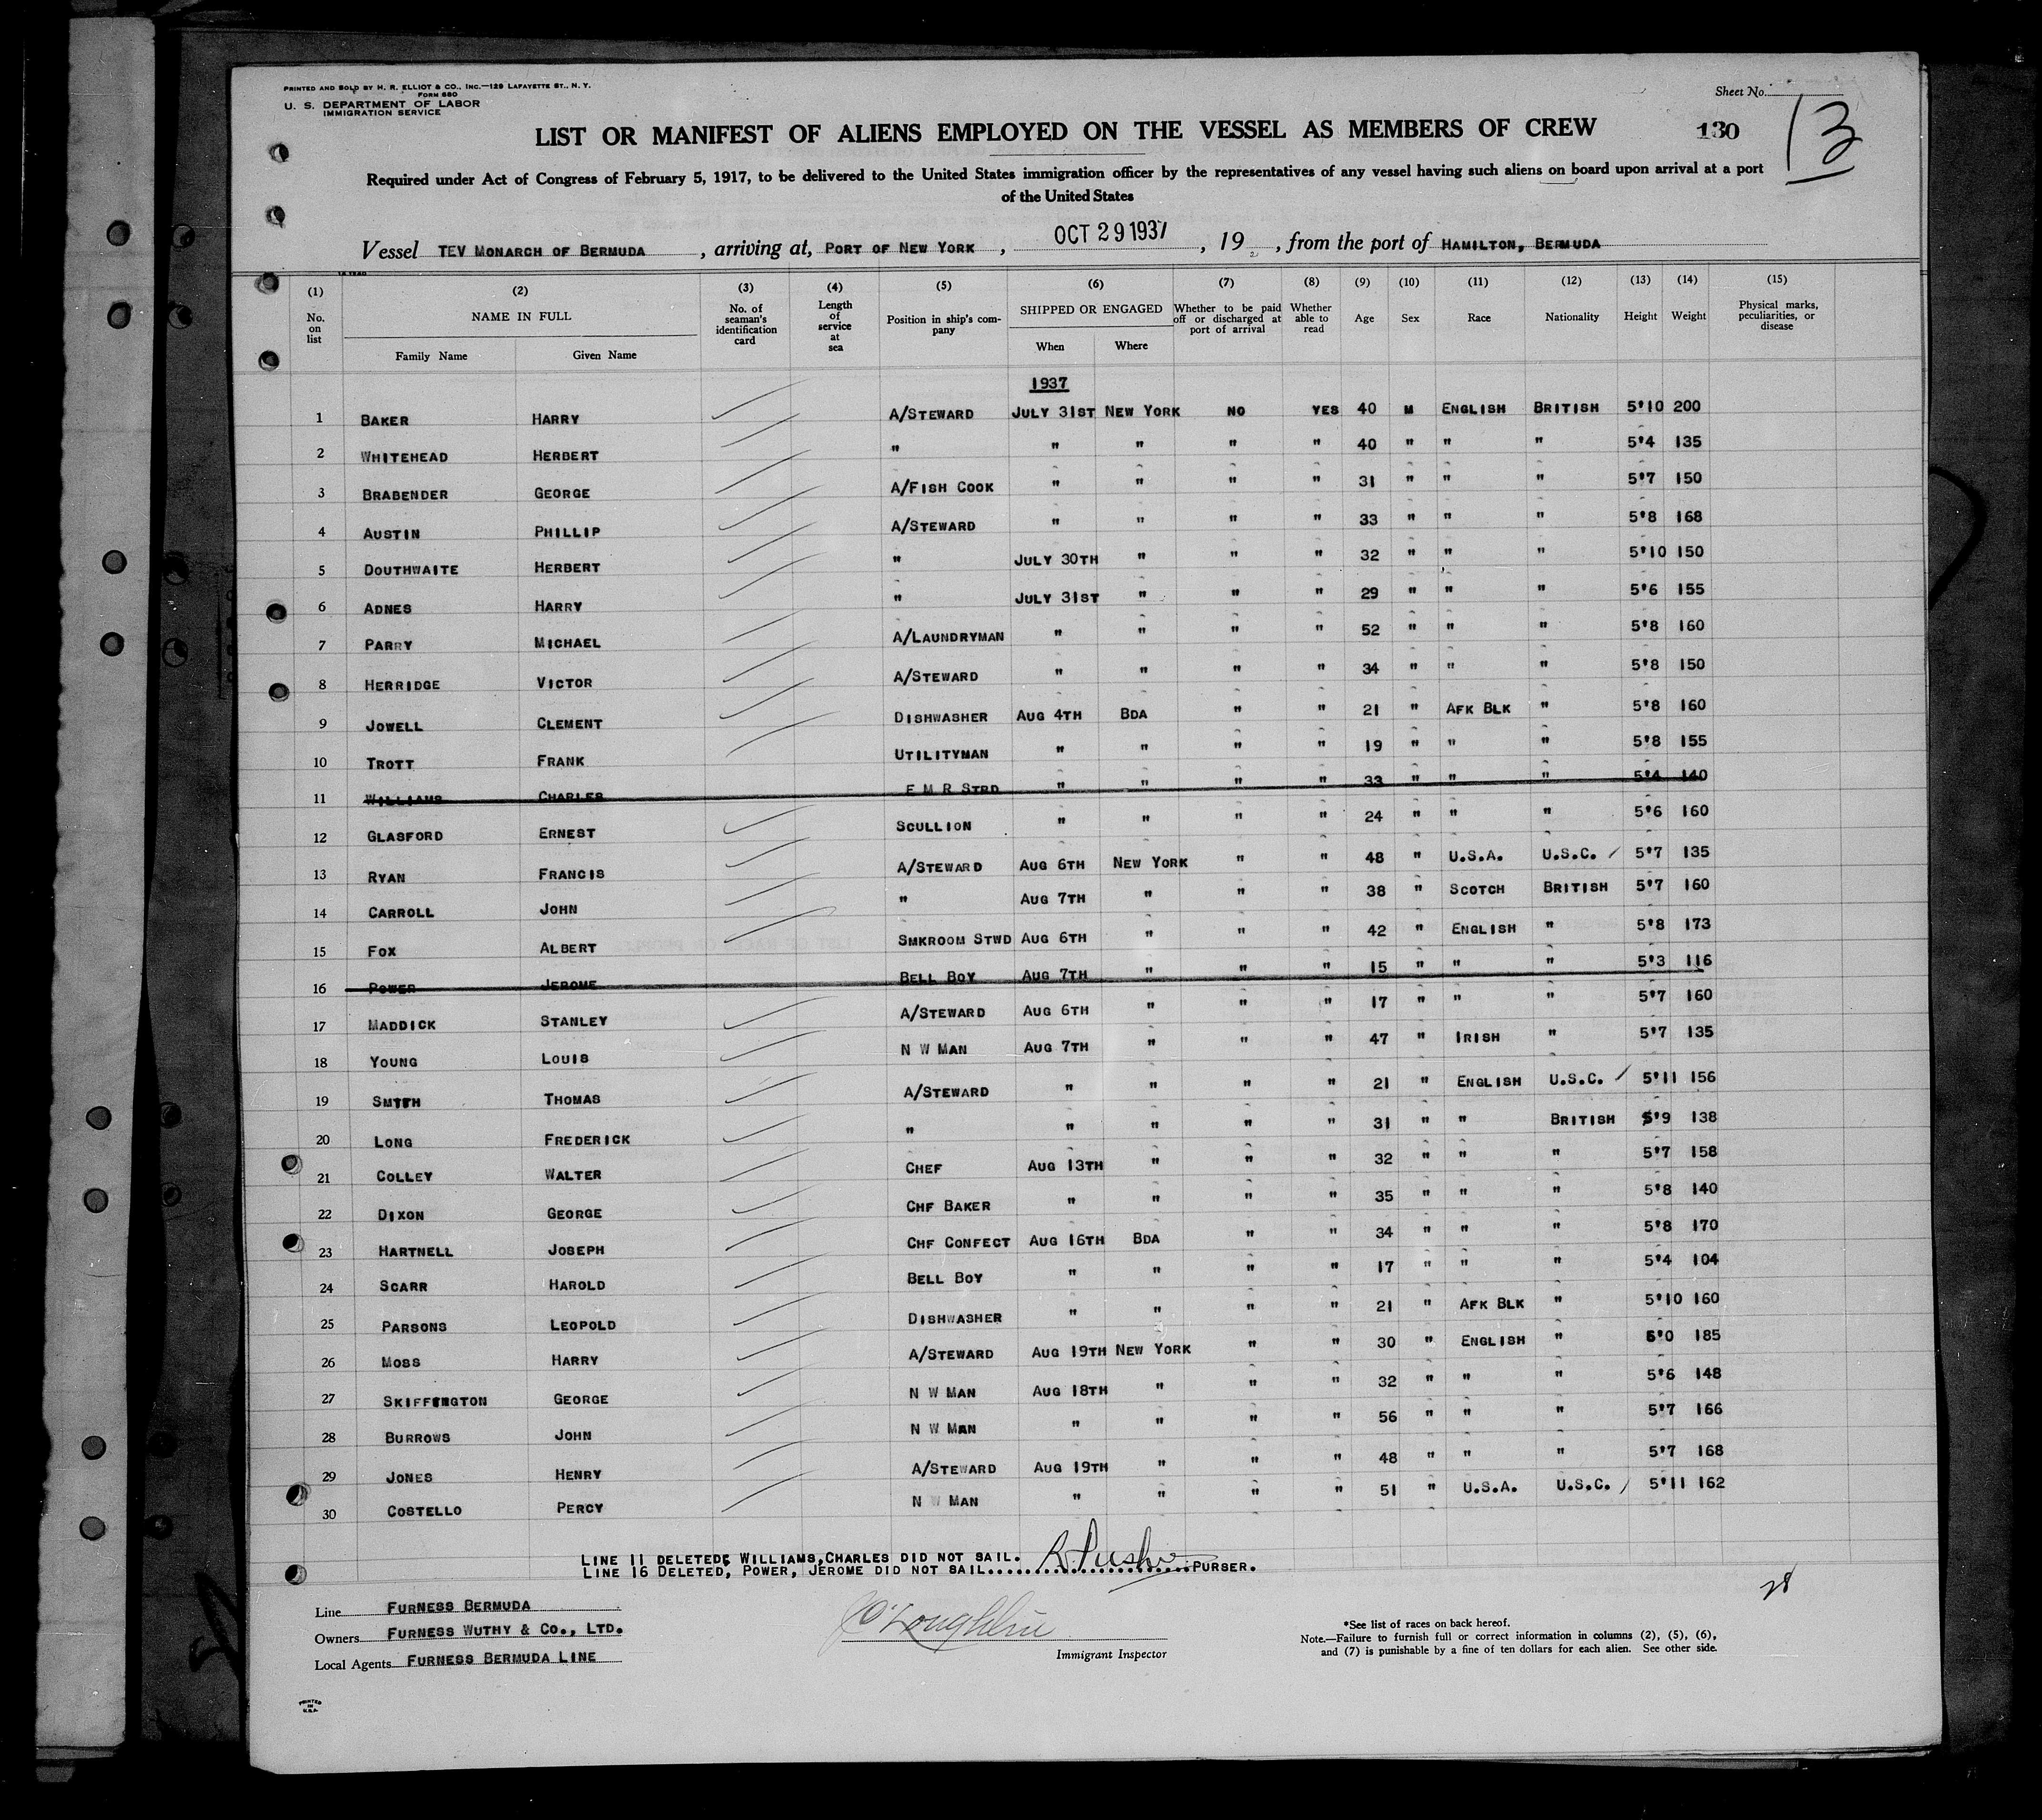 PRINTED AND SOLD BY H. R. ELLIOT & CO., INC.—129 LAFAYETTE ST., N. Y.
FORM 680
U. S. DEPARTMENT OF LABOR
IMMIGRATION SERVICE
Sheet No.
LIST OR MANIFEST OF ALIENS EMPLOYED ON THE VESSEL AS MEMBERS OF CREW
130
13
Required under Act of Congress of February 5, 1917, to be delivered to the United States immigration officer by the representatives of any vessel having such aliens on board upon arrival at a port
of the United States
Vessel TEV MONARCH OF BERMUDA, arriving at, PORT OF NEW YORK, OCT 29 1937, 19 , from the port of HAMILTON, BERMUDA
(1) (2) (3) (4) (5) (6) (7) (8) (9) (10) (11) (12) (13) (14) (15)
No. on list NAME IN FULL Family Name Given Name No. of seaman's identification card Length of service at sea Position in ship's company SHIPPED OR ENGAGED When Where Whether to be paid off or discharged at port of arrival Whether able to read Age Sex Race Nationality Height Weight Physical marks, peculiarities, or disease
1937
1 BAKER HARRY A/STEWARD JULY 31ST NEW YORK NO YES 40 M ENGLISH BRITISH 5'10 200
2 WHITEHEAD HERBERT " " " " " 40 " " " 5'4 135
3 BRABENDER GEORGE A/FISH COOK " " " " 31 " " " 5'7 150
4 AUSTIN PHILLIP A/STEWARD " " " " 33 " " " 5'8 168
5 DOUTHWAITE HERBERT " JULY 30TH " " " 32 " " " 5'10 150
6 ADNES HARRY " JULY 31ST " " " 29 " " " 5'6 155
7 PARRY MICHAEL A/LAUNDRYMAN " " " " 52 " " " 5'8 160
8 HERRIDGE VICTOR A/STEWARD " " " " 34 " " " 5'8 150
9 JOWELL CLEMENT DISHWASHER AUG 4TH BDA " " 21 " AFK BLK " 5'8 160
10 TROTT FRANK UTILITYMAN " " " " 19 " " " 5'8 155
11 WILLIAMS CHARLES E M R STRD " " " " 33 " " " 5'4 140
12 GLASFORD ERNEST SCULLION " " " " 24 " " " 5'6 160
13 RYAN FRANCIS A/STEWARD AUG 6TH NEW YORK " " 48 " U.S.A. U.S.C. 5'7 135
14 CARROLL JOHN " AUG 7TH " " " 38 " SCOTCH BRITISH 5'7 160
15 FOX ALBERT SMKROOM STWD AUG 6TH " " " 42 " ENGLISH " 5'8 173
16 POWER JEROME BELL BOY AUG 7TH " " " 15 " " " 5'3 116
17 MADDICK STANLEY A/STEWARD AUG 6TH " " " 17 " " " 5'7 160
18 YOUNG LOUIS N W MAN AUG 7TH " " " 47 " IRISH " 5'7 135
19 SMITH THOMAS A/STEWARD " " " " 21 " ENGLISH U.S.C. 5'11 156
20 LONG FREDERICK " " " " " 31 " " BRITISH 5'9 138
21 COLLEY WALTER CHEF AUG 13TH " " " 32 " " " 5'7 158
22 DIXON GEORGE CHF BAKER " " " " 35 " " " 5'8 140
23 HARTNELL JOSEPH CHF CONFECT AUG 16TH BDA " " 34 " " " 5'8 170
24 SCARR HAROLD BELL BOY " " " " 17 " " " 5'4 104
25 PARSONS LEOPOLD DISHWASHER " " " " 21 " AFK BLK " 5'10 160
26 MOSS HARRY A/STEWARD AUG 19TH NEW YORK " " 30 " ENGLISH " 6'0 185
27 SKIFFINGTON GEORGE N W MAN AUG 18TH " " " 32 " " " 5'6 148
28 BURROWS JOHN N W MAN " " " " 56 " " " 5'7 166
29 JONES HENRY A/STEWARD AUG 19TH " " " 48 " " " 5'7 168
30 COSTELLO PERCY N W MAN " " " " 51 " U.S.A. U.S.C. 5'11 162
LINE 11 DELETED; WILLIAMS, CHARLES DID NOT SAIL.
LINE 16 DELETED, POWER, JEROME DID NOT SAIL.......................PURSER.
28
Line FURNESS BERMUDA
Owners FURNESS WUTHY & CO., LTD.
Local Agents FURNESS BERMUDA LINE
O'Loughlin
Immigrant Inspector
*See list of races on back hereof.
Note.—Failure to furnish full or correct information in columns (2), (5), (6),
and (7) is punishable by a fine of ten dollars for each alien. See other side.
PRINTED
IN
U.S.A.